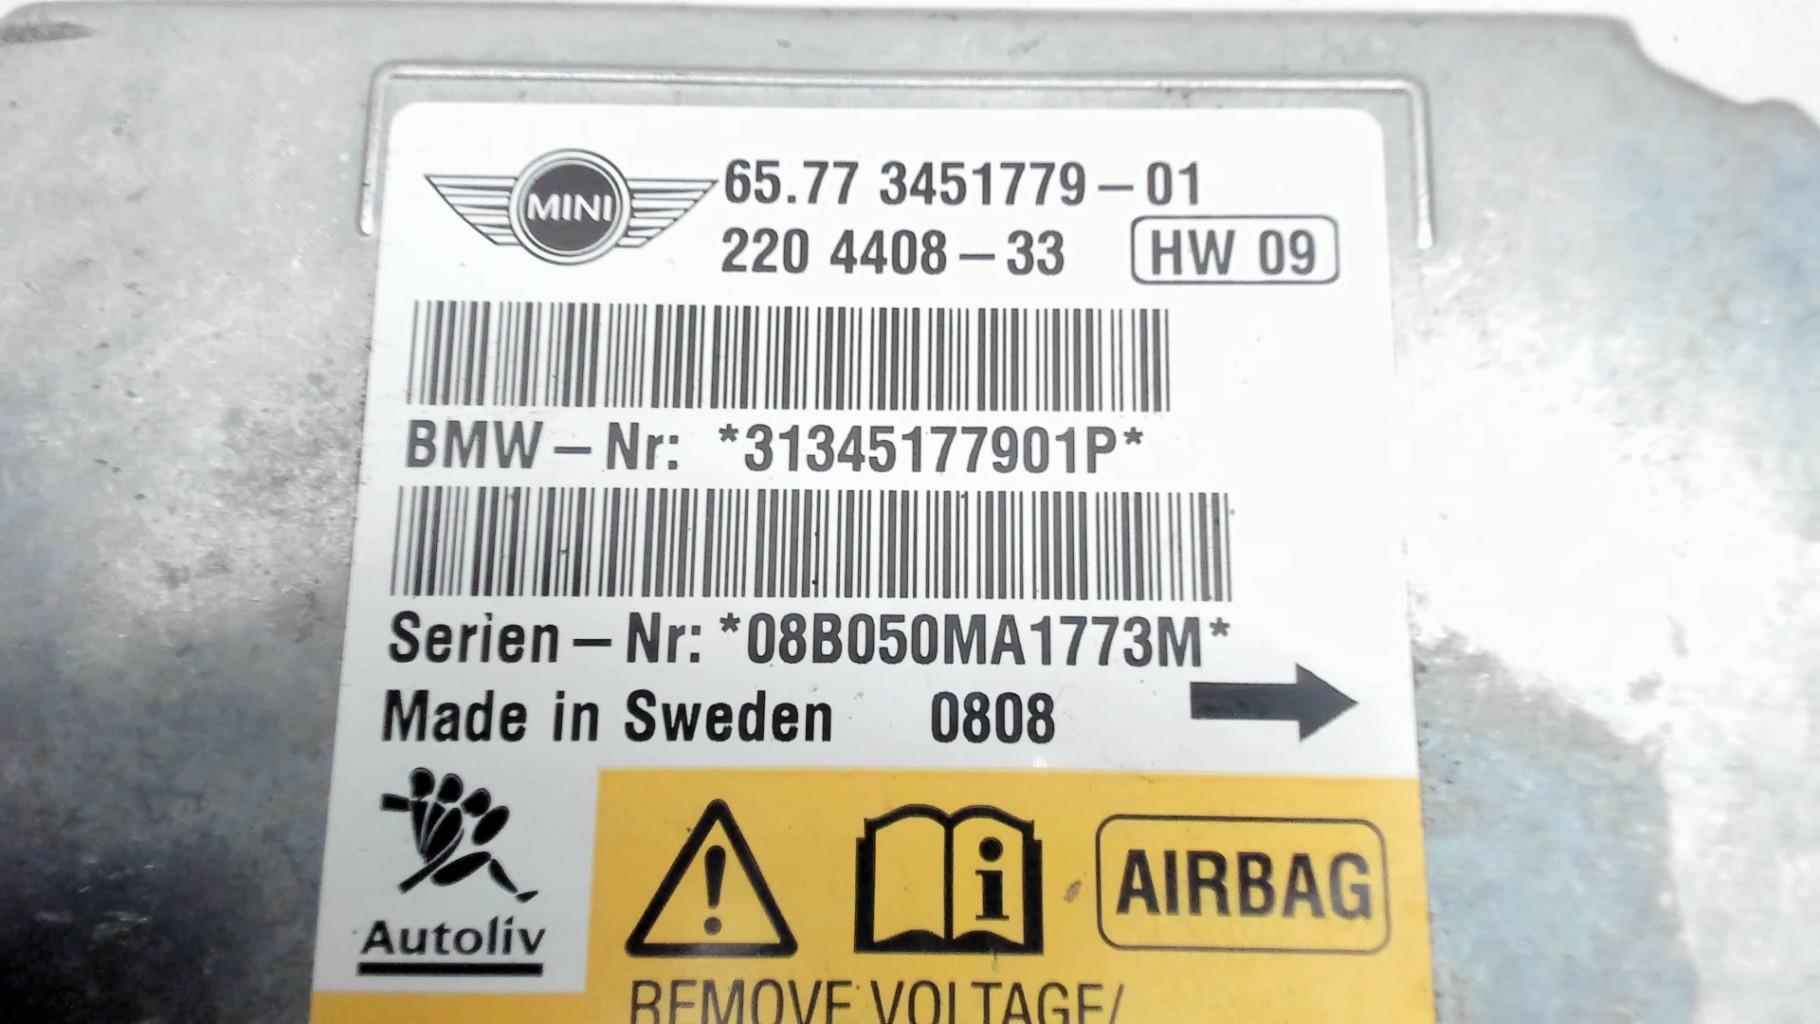 MINI
65.77 3451779-01
220 4408-33 HW 09
BMW-Nr: *31345177901P*
Serien-Nr: *08B050MA1773M*
Made in Sweden 0808
Autoliv
i AIRBAG
REMOVE VOLTAGE/